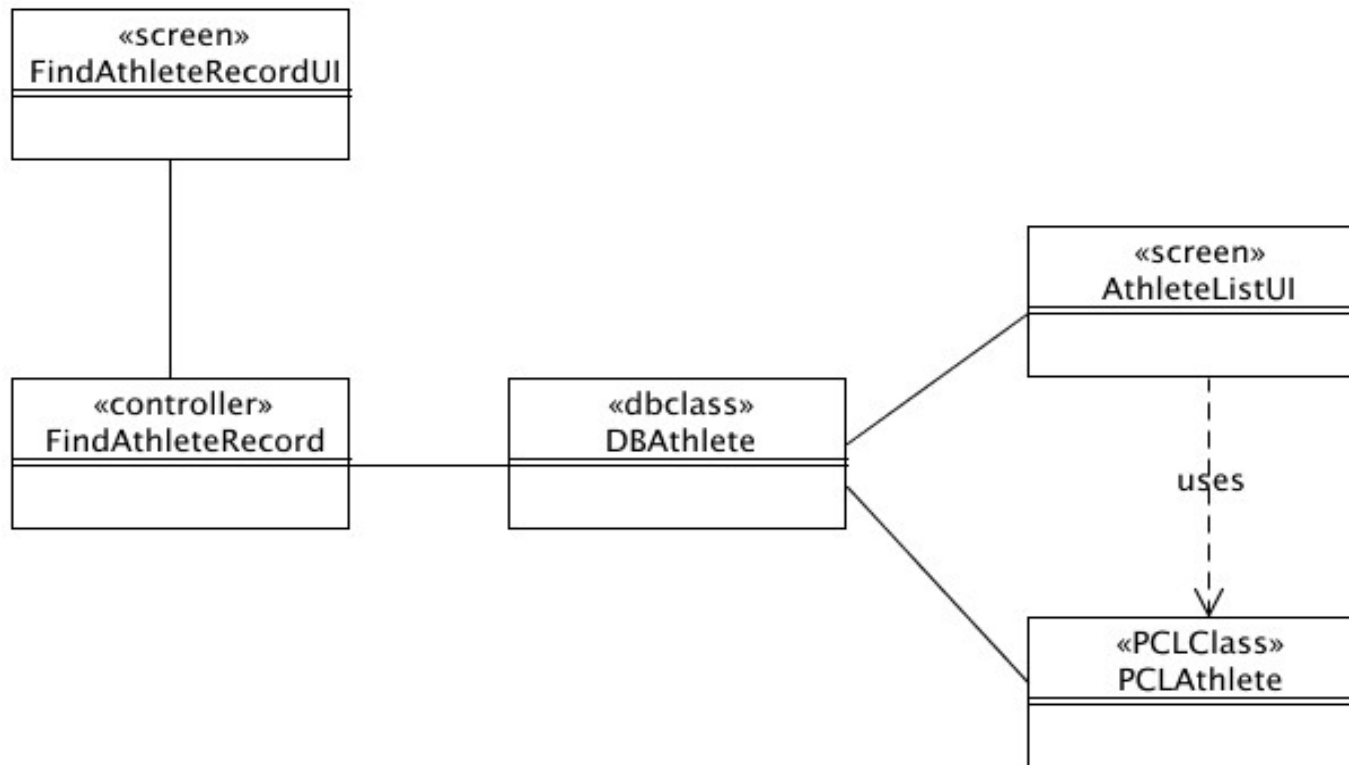 «screen»
FindAthleteRecordUI
«screen»
AthleteListUI
«controller»
FindAthleteRecord
«dbclass»
DBAthlete
uses
«PCLClass»
PCLAthlete